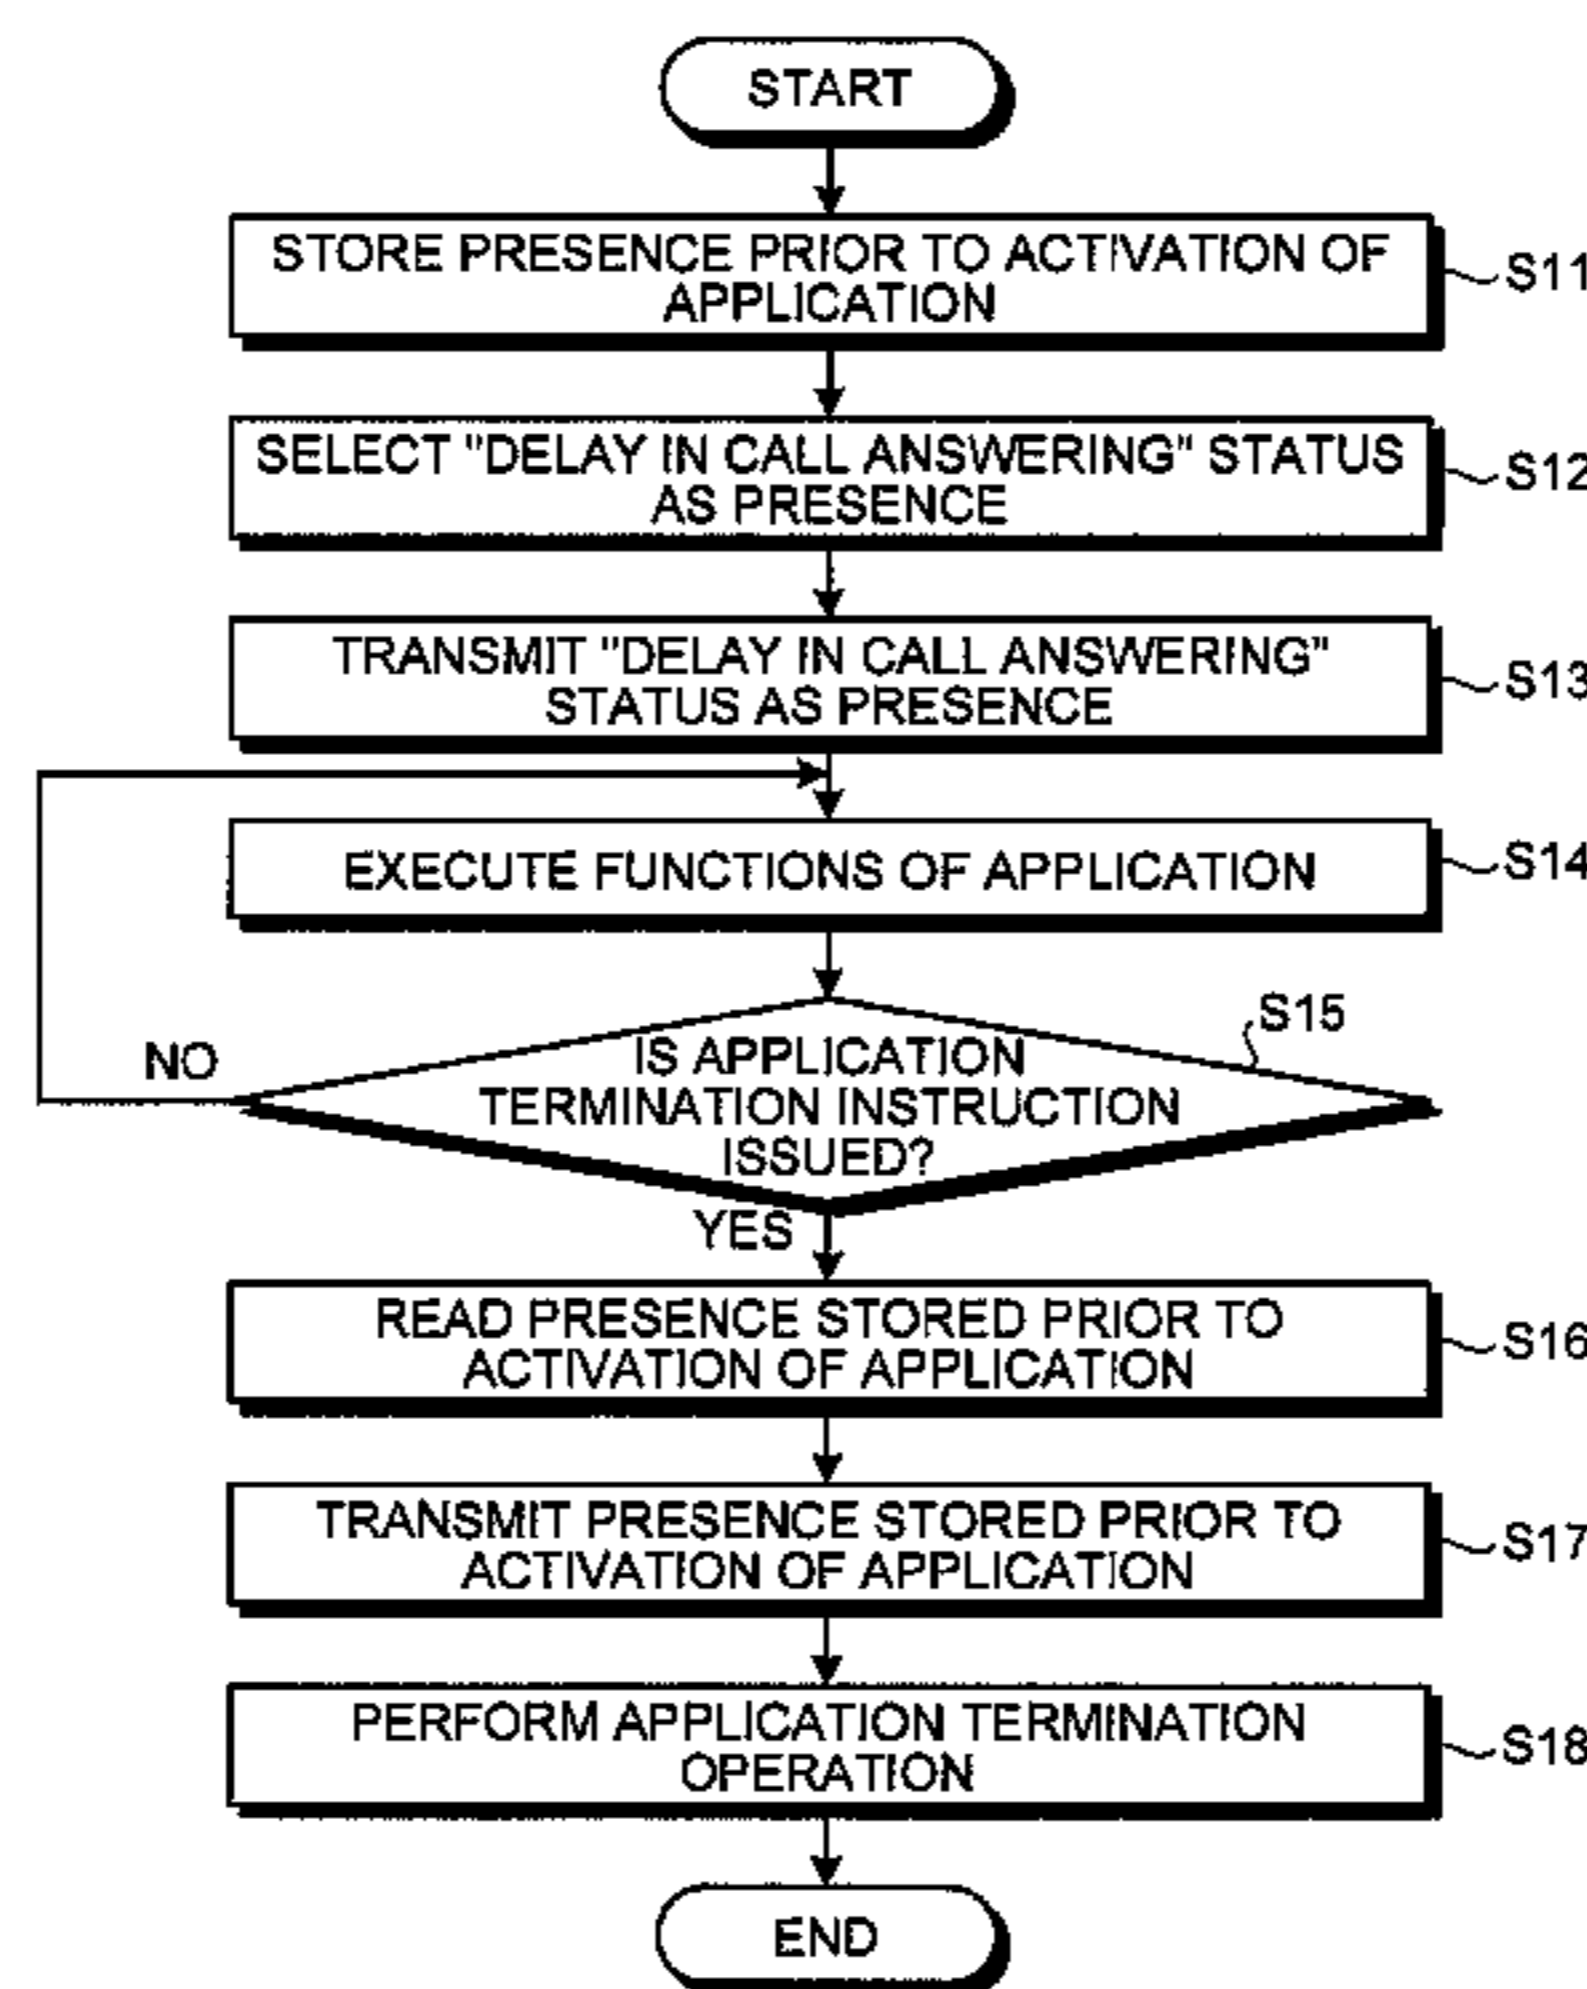 START
STORE PRESENCE PRIOR TO ACTIVATION OF
APPLICATION
S11
SELECT "DELAY IN CALL ANSWERING" STATUS
AS PRESENCE
S12
TRANSMIT "DELAY IN CALL ANSWERING"
STATUS AS PRESENCE
S13
EXECUTE FUNCTIONS OF APPLICATION
S14
S15
IS APPLICATION
TERMINATION INSTRUCTION
ISSUED?
NO
YES
READ PRESENCE STORED PRIOR TO
ACTIVATION OF APPLICATION
S16
TRANSMIT PRESENCE STORED PRIOR TO
ACTIVATION OF APPLICATION
S17
PERFORM APPLICATION TERMINATION
OPERATION
S18
END